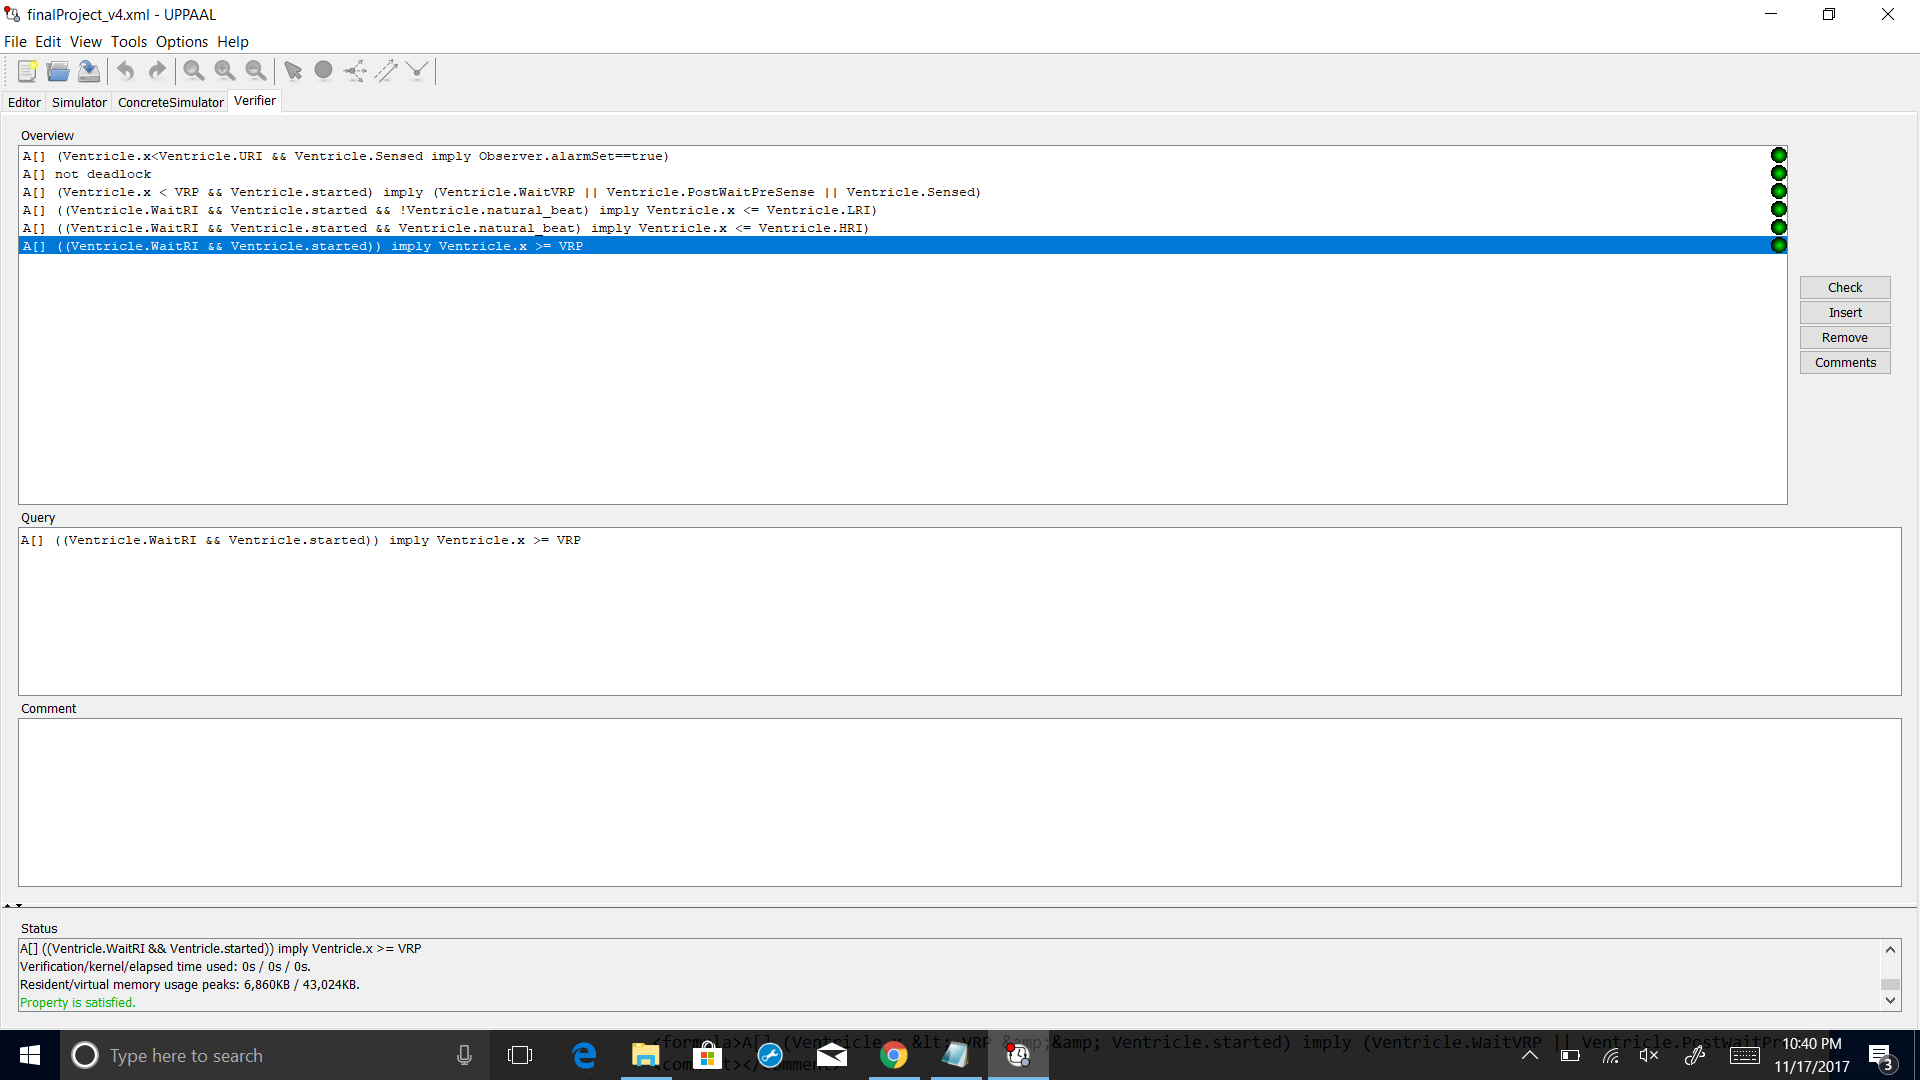 finalProject_v4.xml - UPPAAL
File Edit View Tools Options Help
Editor Simulator ConcreteSimulator Verifier
Overview
A[] (Ventricle.x<Ventricle.URI && Ventricle.Sensed imply Observer.alarmSet==true)
A[] not deadlock
A[] (Ventricle.x < VRP && Ventricle.started) imply (Ventricle.WaitVRP || Ventricle.PostWaitPreSense || Ventricle.Sensed)
A[] ((Ventricle.WaitRI && Ventricle.started && !Ventricle.natural_beat) imply Ventricle.x <= Ventricle.LRI)
A[] ((Ventricle.WaitRI && Ventricle.started && Ventricle.natural_beat) imply Ventricle.x <= Ventricle.HRI)
A[] ((Ventricle.WaitRI && Ventricle.started)) imply Ventricle.x >= VRP
Check
Insert
Remove
Comments
Query
A[] ((Ventricle.WaitRI && Ventricle.started)) imply Ventricle.x >= VRP
Comment
Status
A[] ((Ventricle.WaitRI && Ventricle.started)) imply Ventricle.x >= VRP
Verification/kernel/elapsed time used: 0s / 0s / 0s.
Resident/virtual memory usage peaks: 6,860KB / 43,024KB.
Property is satisfied.
<formula>A[] (Ventricle.x &lt; VRP &amp;&amp; Ventricle.started) imply (Ventricle.WaitVRP || Ventricle.PostWaitPr
Type here to search
10:40 PM
<comment></comment>
11/17/2017
3